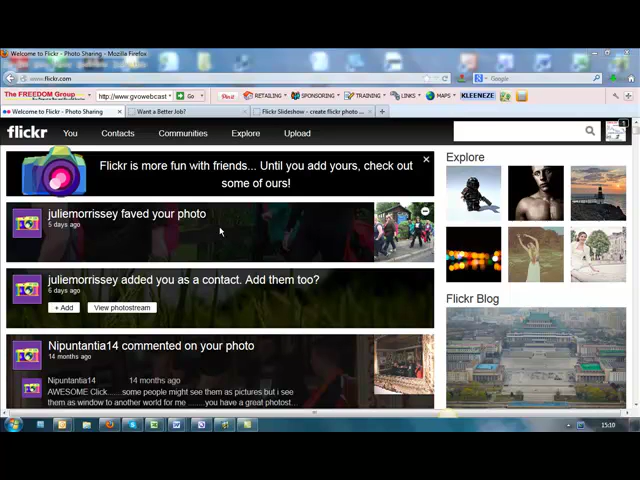 Welcome to Flickr - Photo Sharing - Mozilla Firefox
www.flickr.com
Google
The FREEDOM Group
http://www.gvowebcast
Go
RETAILING
SPONSORING
TRAINING
LINKS
MAPS
KLEENEZE
Welcome to Flickr - Photo Sharing
Want a Better Job?
Flickr Slideshow - create flickr photo ...
flickr
You
Contacts
Communities
Explore
Upload
Flickr is more fun with friends... Until you add yours, check out
some of ours!
juliemorrissey faved your photo
5 days ago
juliemorrissey added you as a contact. Add them too?
6 days ago
+ Add
View photostream
Nipuntantia14 commented on your photo
14 months ago
Nipuntantia14
14 months ago
AWESOME Click.......some people might see them as pictures but i see
them as window to another world for me ........you have a great photost...
Explore
Flickr Blog
15:10